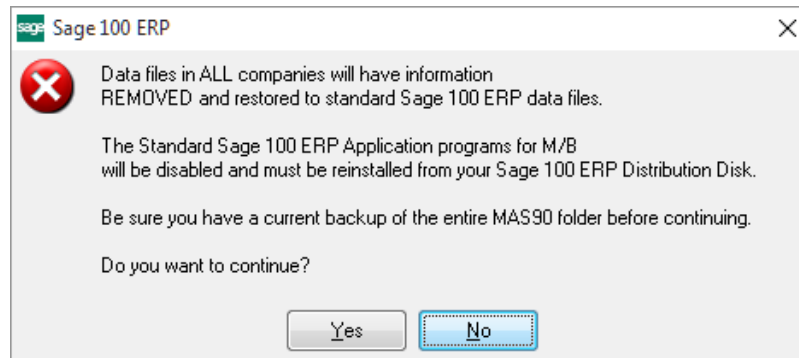 sage Sage 100 ERP
Data files in ALL companies will have information
REMOVED and restored to standard Sage 100 ERP data files.
The Standard Sage 100 ERP Application programs for M/B
will be disabled and must be reinstalled from your Sage 100 ERP Distribution Disk.
Be sure you have a current backup of the entire MAS90 folder before continuing.
Do you want to continue?
Yes No